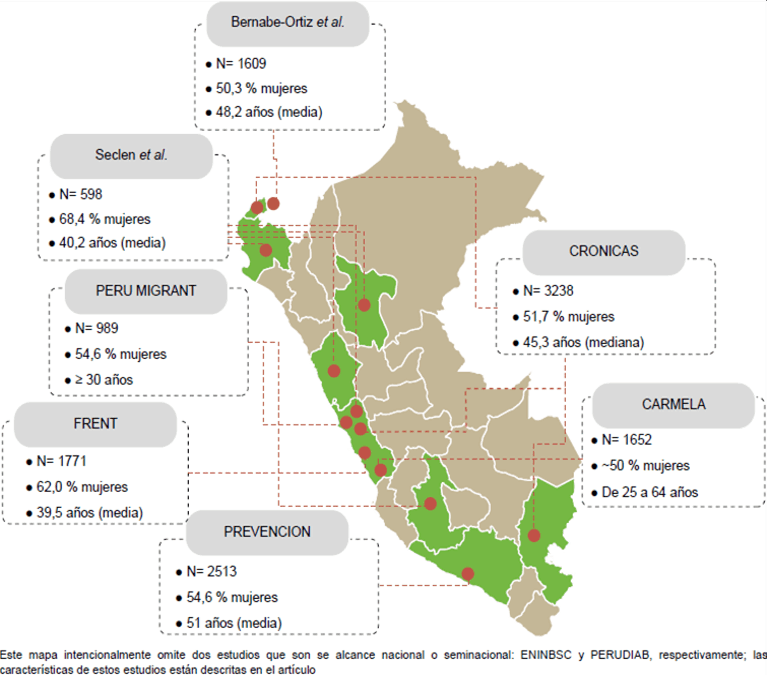 Bernabe-Ortiz et al.
● N= 1609
● 50,3 % mujeres
● 48,2 años (media)
Seclen et al.
● N= 598
● 68,4 % mujeres
● 40,2 años (media)
PERU MIGRANT
● N= 989
● 54,6 % mujeres
● ≥ 30 años
FRENT
● N= 1771
● 62,0 % mujeres
● 39,5 años (media)
PREVENCION
● N= 2513
● 54,6 % mujeres
● 51 años (media)
CRONICAS
● N= 3238
● 51,7 % mujeres
● 45,3 años (mediana)
CARMELA
● N= 1652
● ~50 % mujeres
● De 25 a 64 años
Este mapa intencionalmente omite dos estudios que son se alcance nacional o seminacional: ENINBSC y PERUDIAB, respectivamente; las
características de estos estudios están descritas en el artículo